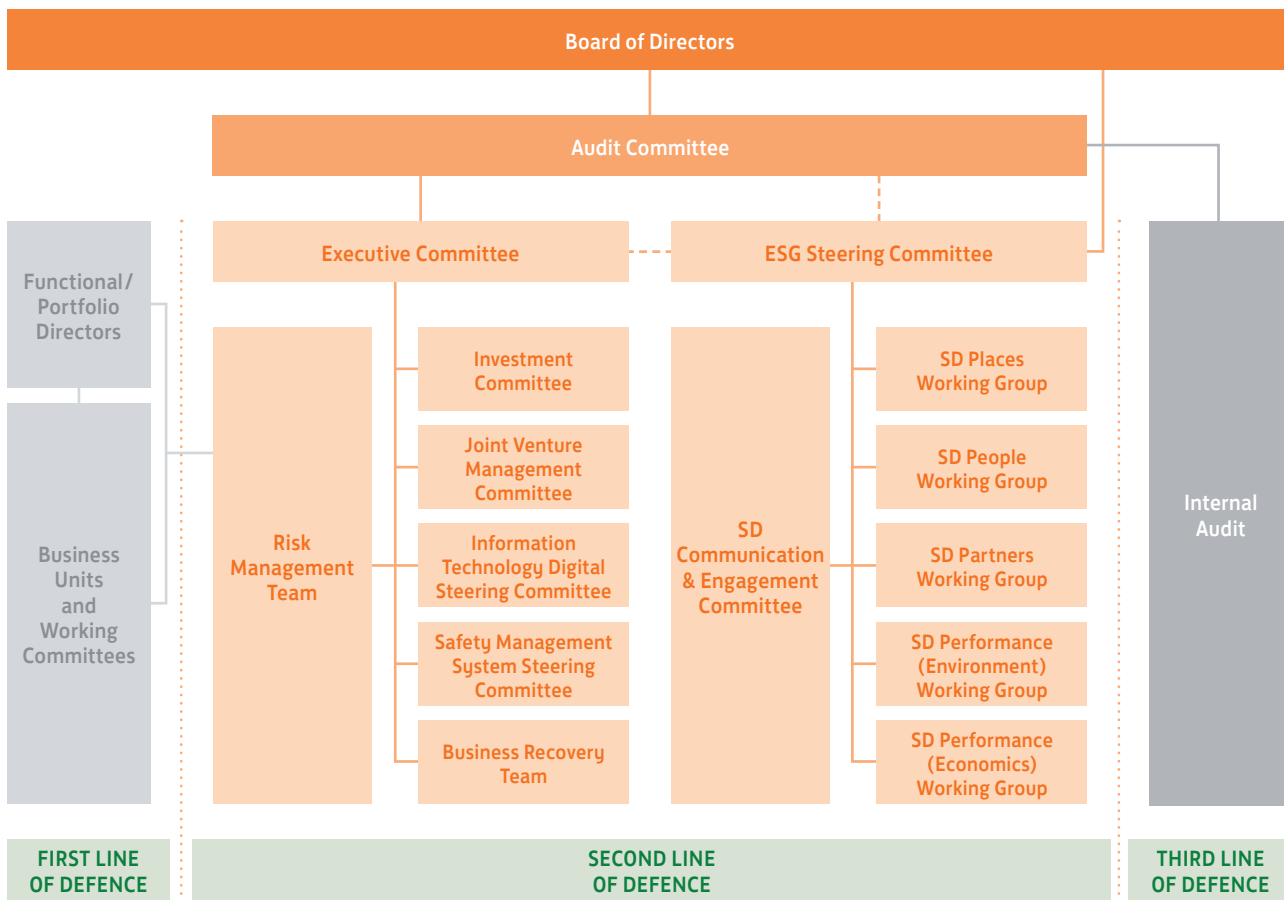 Board of Directors
Audit Committee
Executive Committee
ESG Steering Committee
Functional/
Portfolio
Directors
Business
Units
and
Working
Committees
Risk
Management
Team
Investment
Committee
Joint Venture
Management
Committee
Information
Technology Digital
Steering Committee
Safety Management
System Steering
Committee
Business Recovery
Team
SD
Communication
& Engagement
Committee
SD Places
Working Group
SD People
Working Group
SD Partners
Working Group
SD Performance
(Environment)
Working Group
SD Performance
(Economics)
Working Group
Internal
Audit
FIRST LINE
OF DEFENCE
SECOND LINE
OF DEFENCE
THIRD LINE
OF DEFENCE